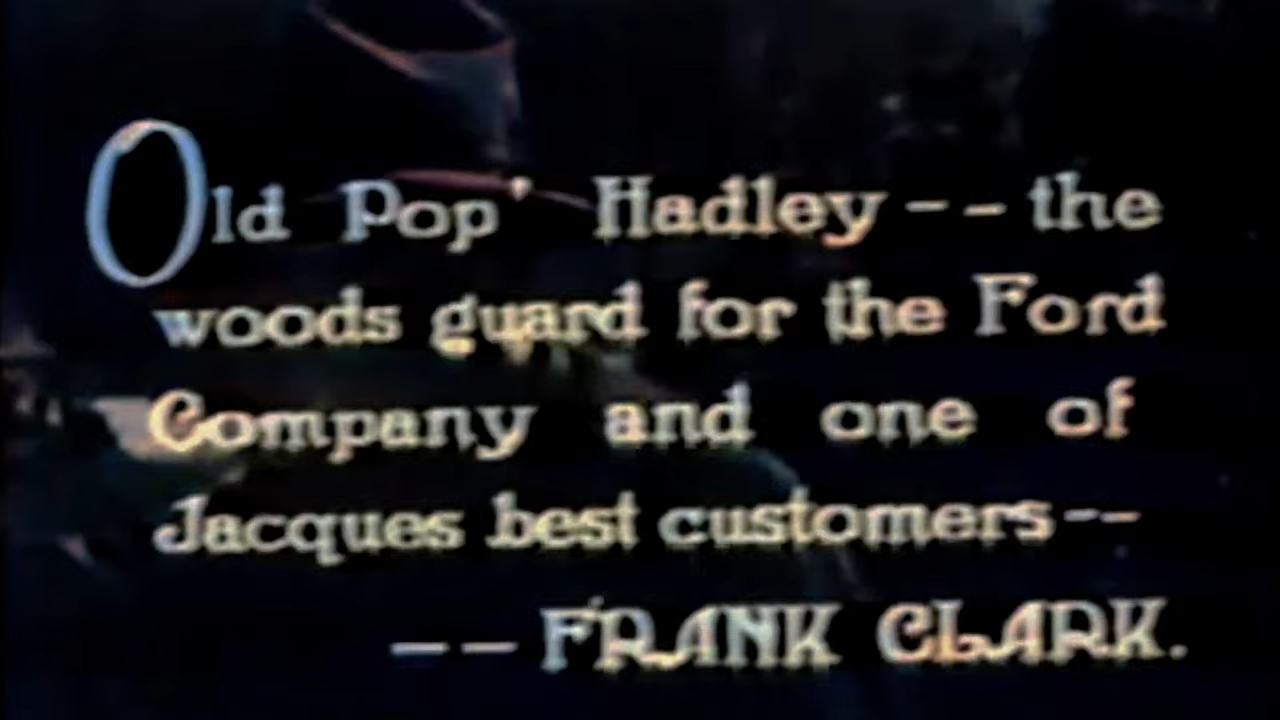 Old Pop' Hadley -- the
woods guard for the Ford
Company and one of
Jacques best customers --
-- FRANK CLARK.